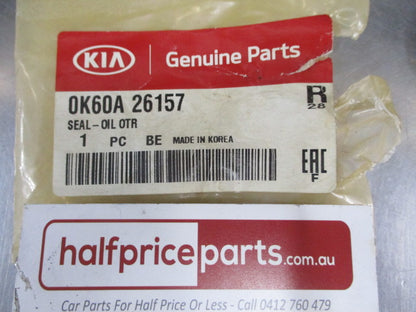 KIA Genuine Parts
0K60A 26157
R
28
SEAL-OIL OTR
1 PC BE MADE IN KOREA
EAC
F
halfpriceparts.com.au
Car Parts For Half Price Or Less - Call 0412 760 479